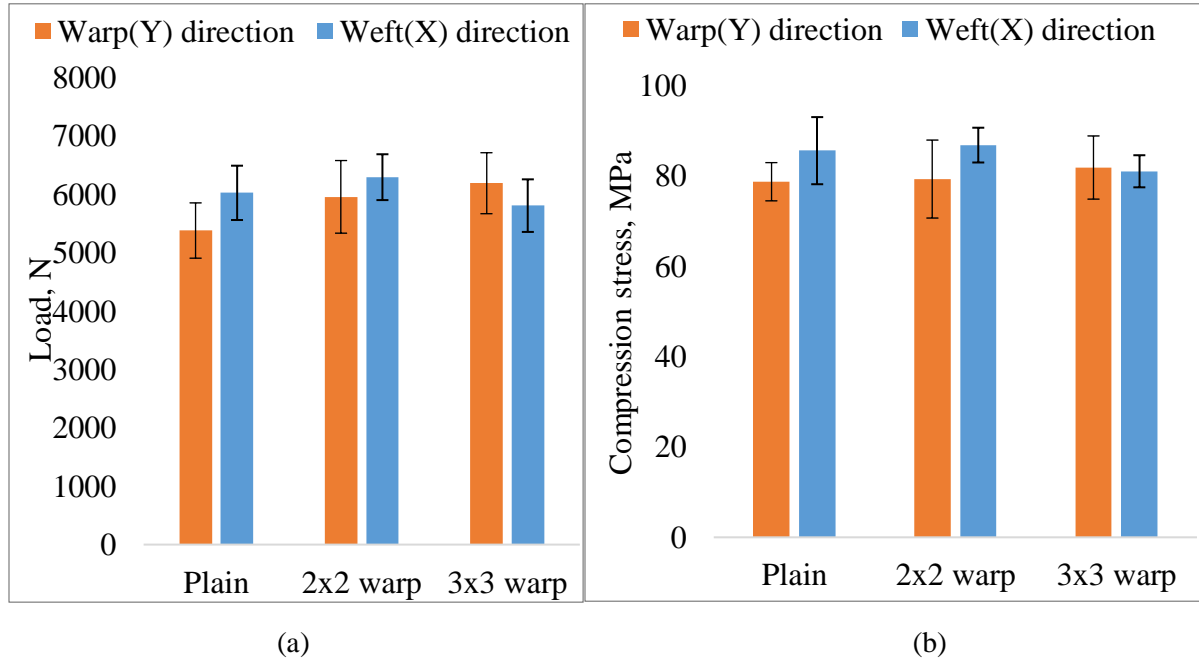 Warp(Y) direction Weft(X) direction
8000
7000
6000
5000
4000
3000
2000
1000
0
Load, N
Plain 2x2 warp 3x3 warp
(a)
Warp(Y) direction Weft(X) direction
100
80
60
40
20
0
Compression stress, MPa
Plain 2x2 warp 3x3 warp
(b)